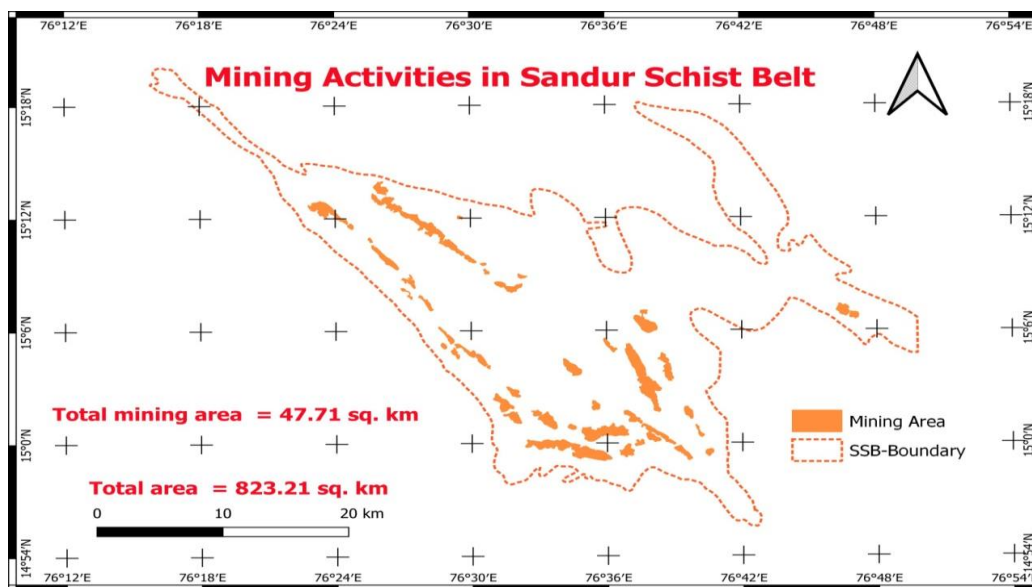 76°12'E 76°18'E 76°24'E 76°30'E 76°36'E 76°42'E 76°48'E 76°54'E
Mining Activities in Sandur Schist Belt
15°18'N 15°18'N
15°12'N 15°12'N
15°6'N 15°6'N
Total mining area = 47.71 sq. km
Mining Area
15°0'N 15°0'N
SSB-Boundary
Total area = 823.21 sq. km
0 10 20 km
14°54'N 14°54'N
76°12'E 76°18'E 76°24'E 76°30'E 76°36'E 76°42'E 76°48'E 76°54'E